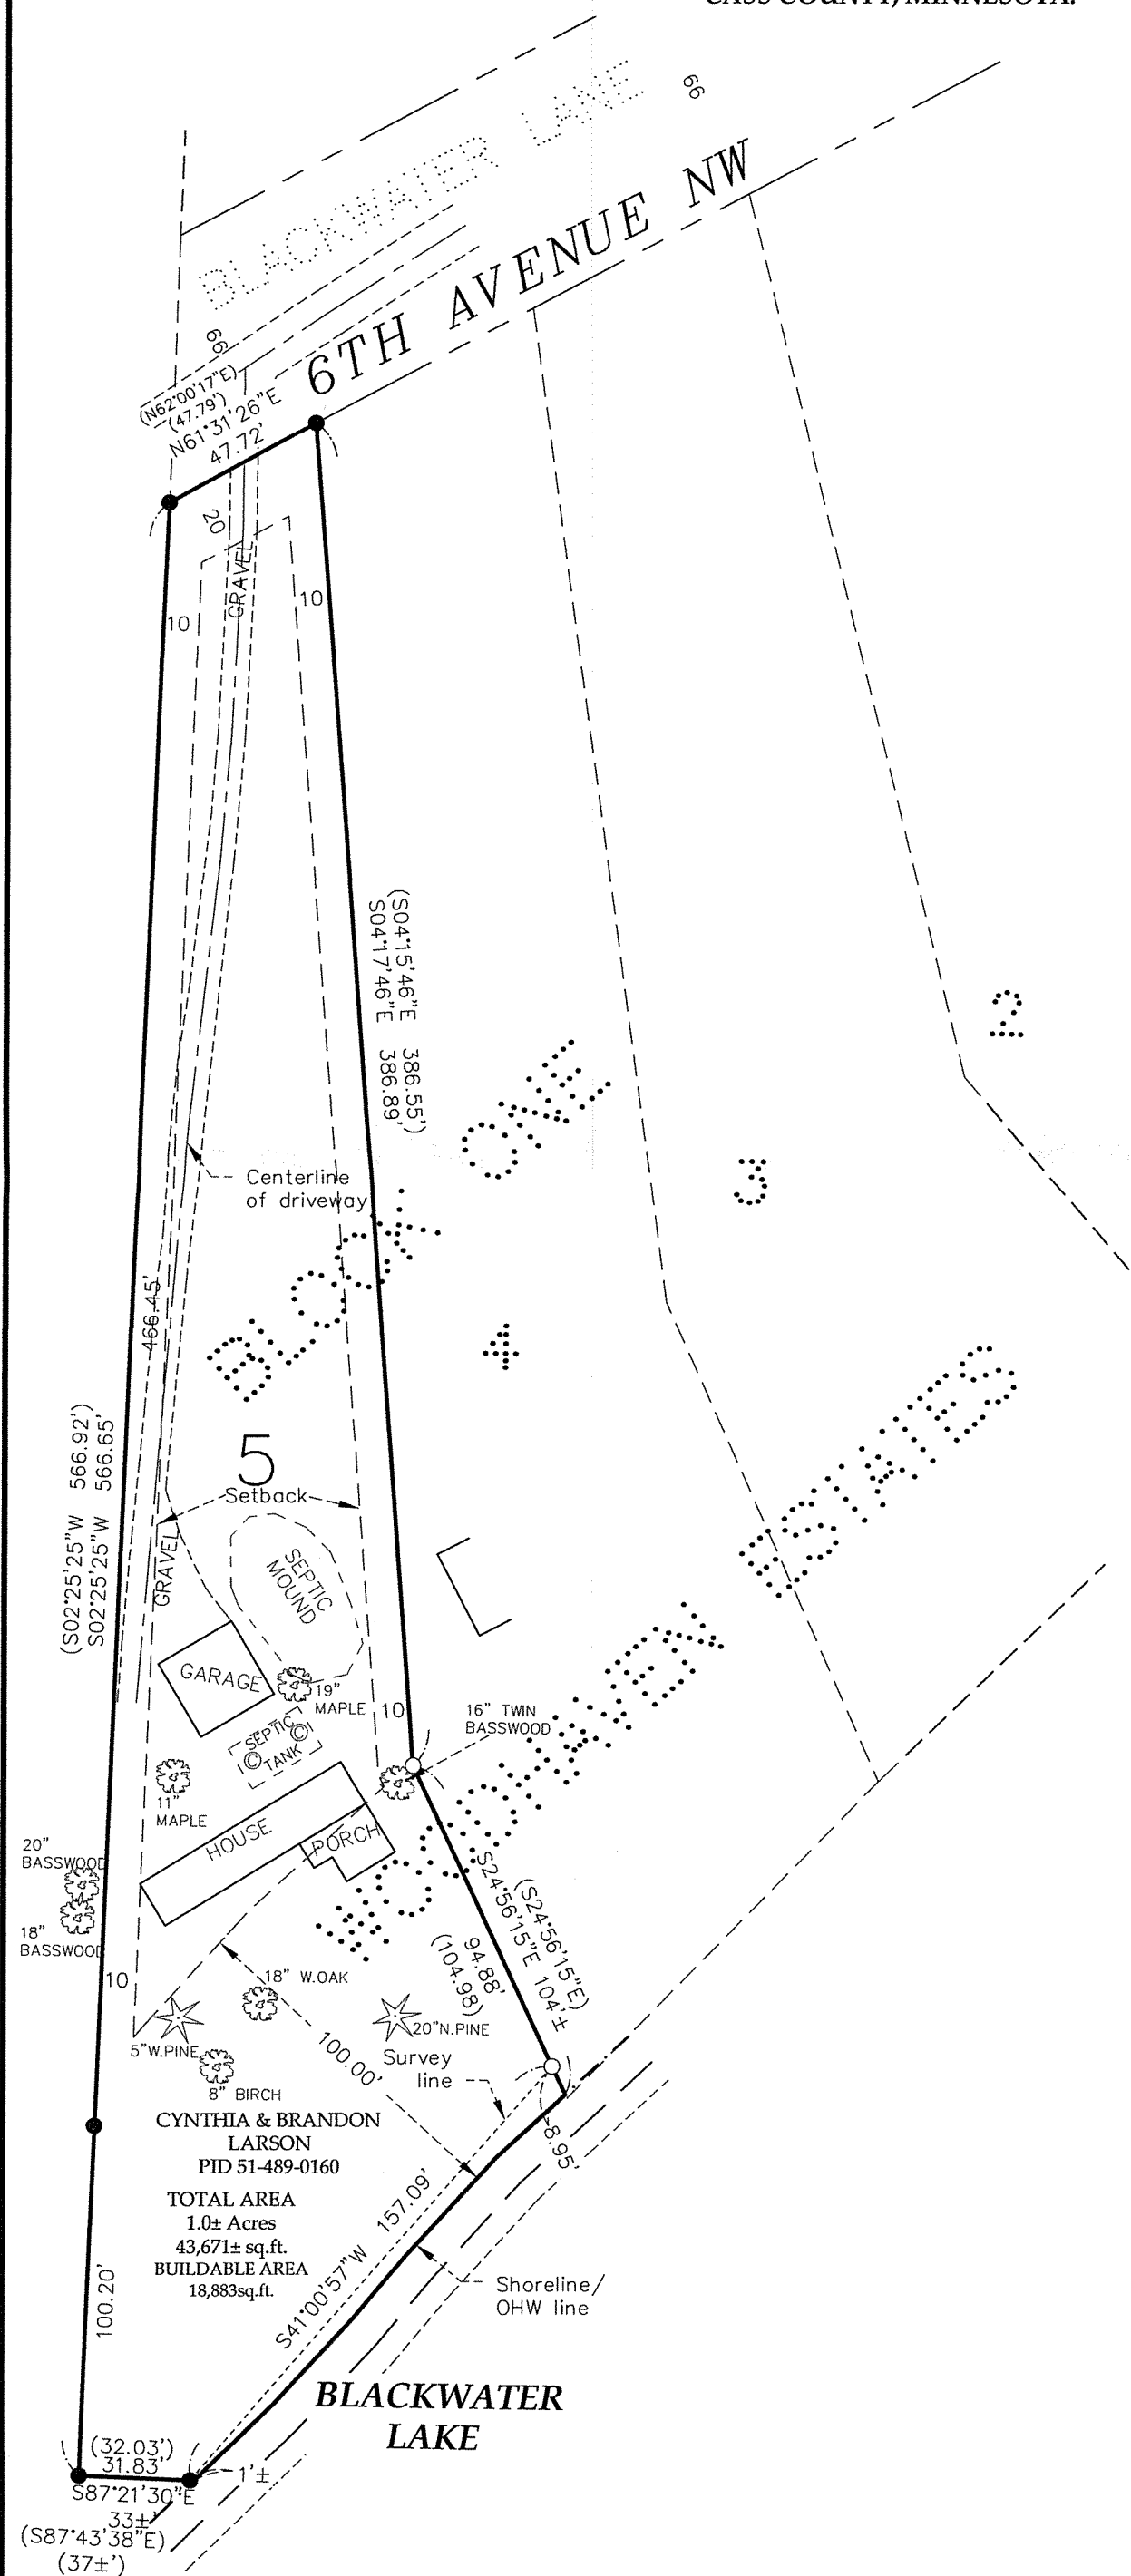 CASS COUNTY, MINNESOTA.
BLACKWATER LANE
66
6TH AVENUE NW
66
(N62°00'17"E)
(47.79')
N61°31'26"E
47.72'
20
GRAVEL
10
10
(S04°15'46"E 386.55')
S04°17'46"E 386.89'
2
BLOCK ONE
3
Centerline
of driveway
466.45'
4
(S02°25'25"W 566.92')
S02°25'25"W 566.65'
5
Setback
WOODHAVEN ESTATES
GRAVEL
SEPTIC
MOUND
GARAGE
19"
MAPLE
10
16" TWIN
BASSWOOD
SEPTIC
TANK
C
C
11"
MAPLE
HOUSE
PORCH
20"
BASSWOOD
18"
BASSWOOD
(S24°56'15"E)
S24°56'15"E 104'±
94.88'
(104.98)
10
18" W.OAK
5"W.PINE
20"N.PINE
8" BIRCH
100.00'
Survey
line
8.95'
CYNTHIA & BRANDON
LARSON
PID 51-489-0160
TOTAL AREA
1.0± Acres
43,671± sq.ft.
BUILDABLE AREA
18,883sq.ft.
100.20'
S41°00'57"W 157.09'
Shoreline/
OHW line
BLACKWATER
LAKE
(32.03')
31.83'
1'±
S87°21'30"E
33±'
(S87°43'38"E)
(37±')